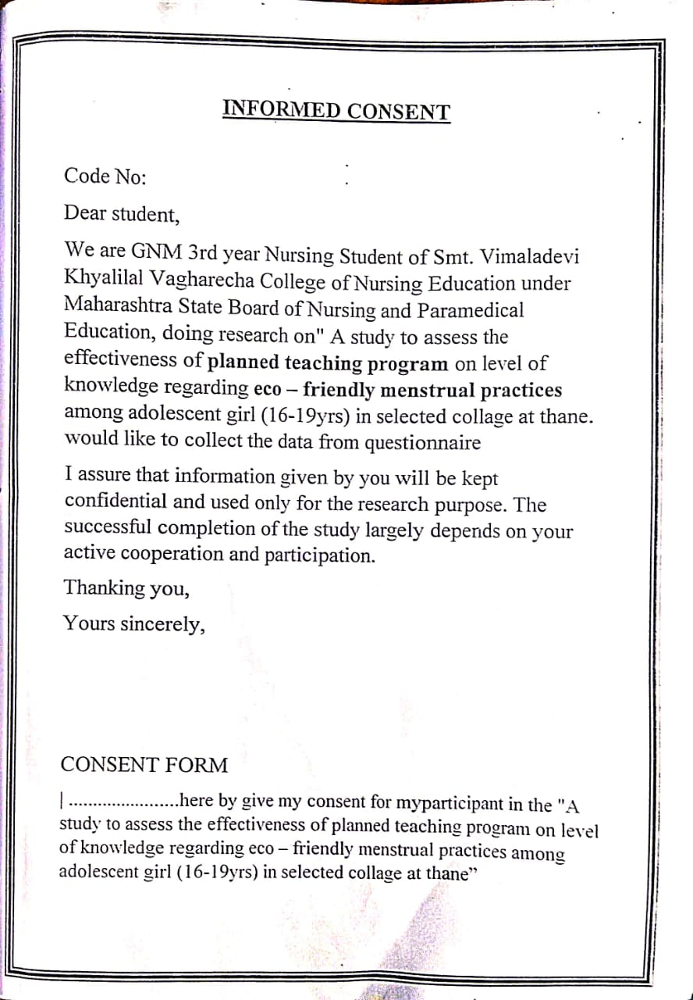 INFORMED CONSENT
Code No:
Dear student,
We are GNM 3rd year Nursing Student of Smt. Vimaladevi
Khyalilal Vagharecha College of Nursing Education under
Maharashtra State Board of Nursing and Paramedical
Education, doing research on" A study to assess the
effectiveness of planned teaching program on level of
knowledge regarding eco – friendly menstrual practices
among adolescent girl (16-19yrs) in selected collage at thane.
would like to collect the data from questionnaire
I assure that information given by you will be kept
confidential and used only for the research purpose. The
successful completion of the study largely depends on your
active cooperation and participation.
Thanking you,
Yours sincerely,
CONSENT FORM
| .......................here by give my consent for myparticipant in the "A
study to assess the effectiveness of planned teaching program on level
of knowledge regarding eco – friendly menstrual practices among
adolescent girl (16-19yrs) in selected collage at thane”